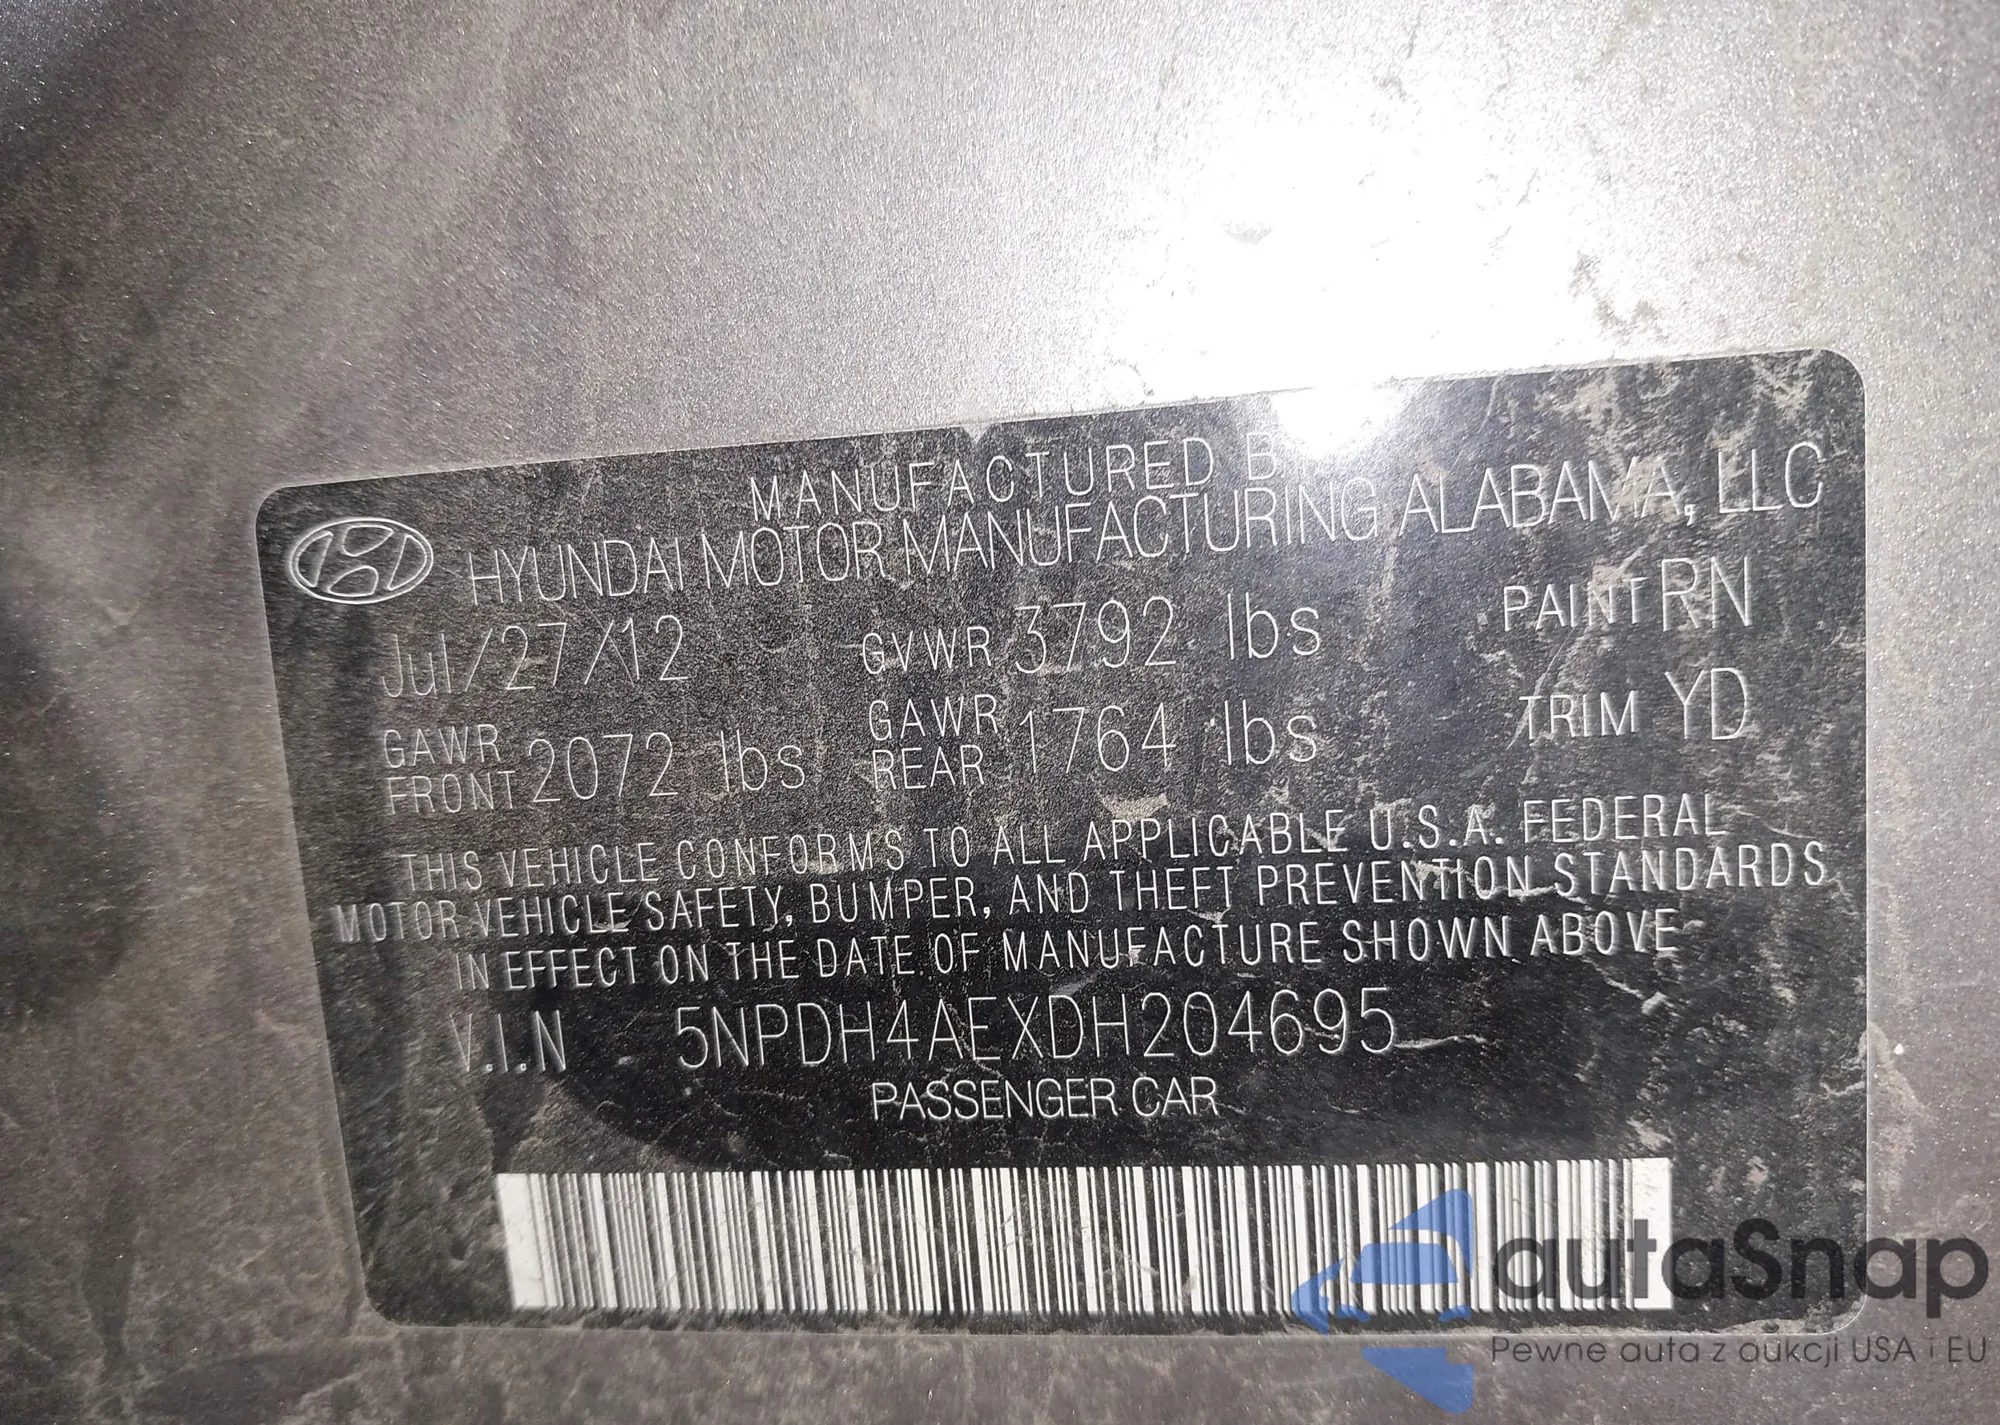 MANUFACTURED BY
HYUNDAI MOTOR MANUFACTURING ALABAMA, LLC
Jul/27/12 GVWR 3792 lbs PAINT RN
GAWR FRONT 2072 lbs GAWR REAR 1764 lbs TRIM YD
THIS VEHICLE CONFORMS TO ALL APPLICABLE U.S.A. FEDERAL
MOTOR VEHICLE SAFETY, BUMPER, AND THEFT PREVENTION STANDARDS
IN EFFECT ON THE DATE OF MANUFACTURE SHOWN ABOVE
V.I.N 5NPDH4AEXDH204695
PASSENGER CAR
autaSnap
Pewne auta z aukcji USA i EU